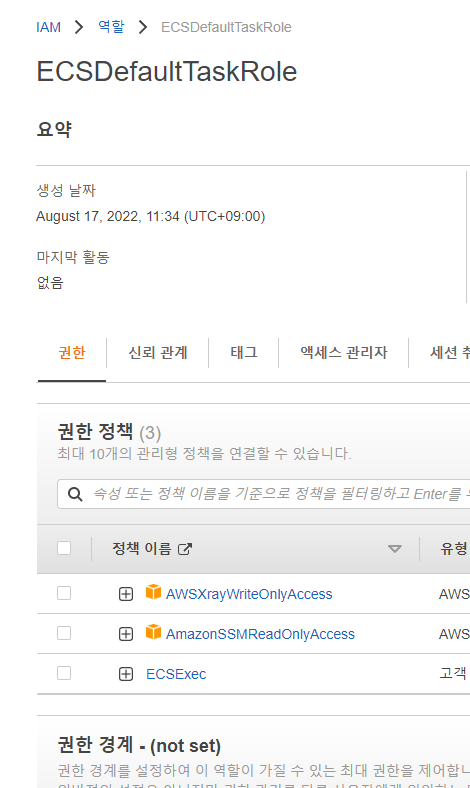 IAM > 역할 > ECSDefaultTaskRole
ECSDefaultTaskRole
요약
생성 날짜
August 17, 2022, 11:34 (UTC+09:00)
마지막 활동
없음
권한 신뢰 관계 태그 액세스 관리자 세션
권한 정책 (3)
최대 10개의 관리형 정책을 연결할 수 있습니다.
속성 또는 정책 이름을 기준으로 정책을 필터링하고 Enter를
정책 이름 유형
AWSXrayWriteOnlyAccess AWS
AmazonSSMReadOnlyAccess AWS
ECSExec 고객
권한 경계 - (not set)
권한 경계를 설정하여 이 역할이 가질 수 있는 최대 권한을 제어합니